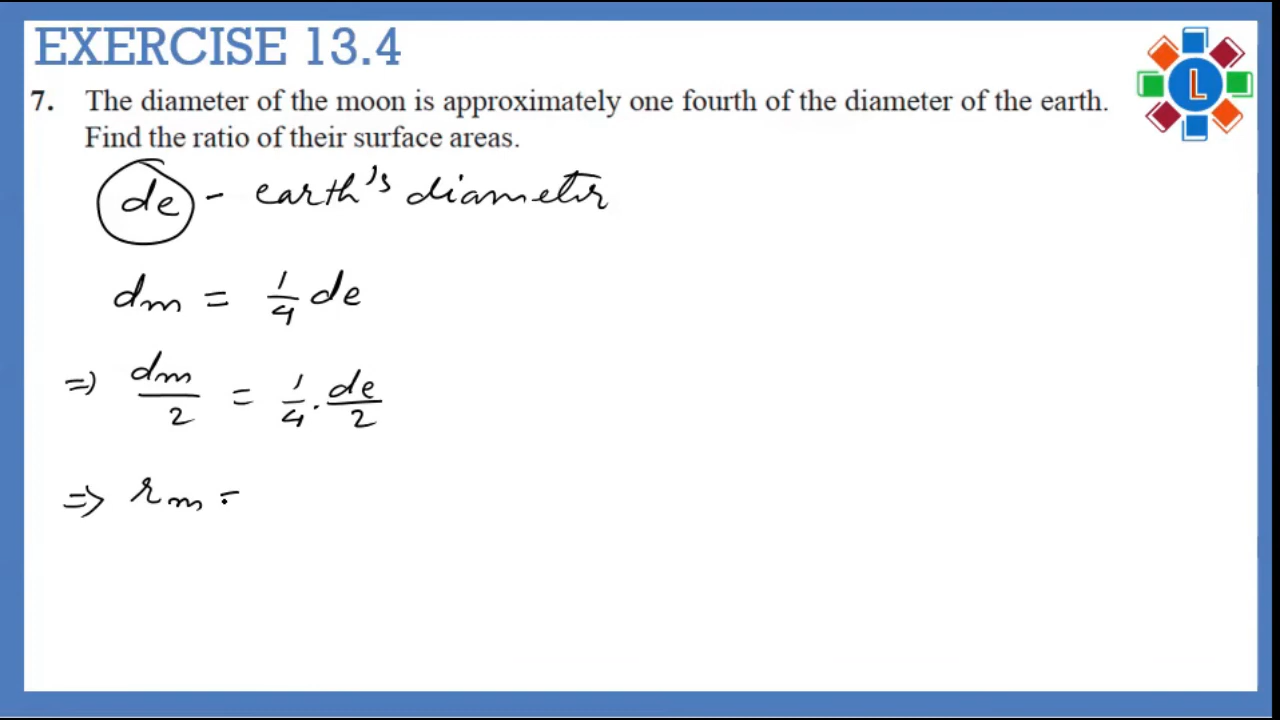 EXERCISE 13.4
L
7. The diameter of the moon is approximately one fourth of the diameter of the earth.
Find the ratio of their surface areas.
de - earth's diameter
dm = 1/4 de
=> dm/2 = 1/4 . de/2
=> rm =